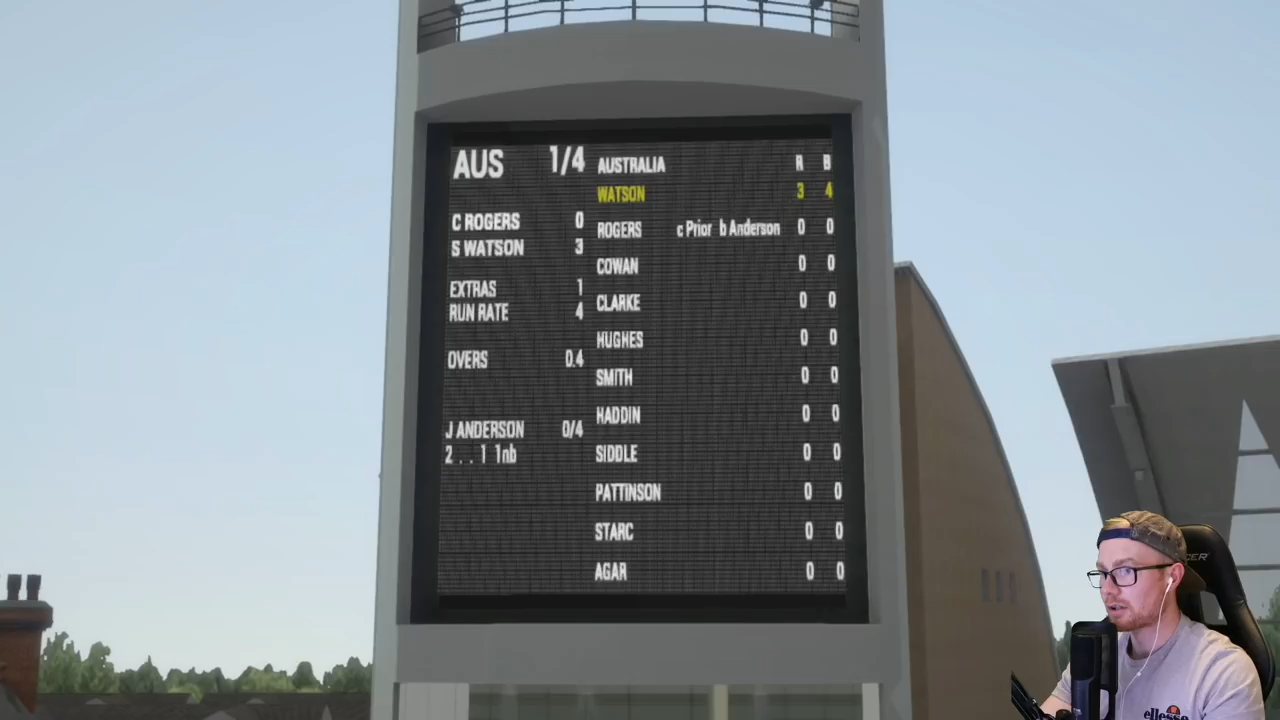 AUS 1/4
C ROGERS 0
S WATSON 3
EXTRAS 1
RUN RATE 4
OVERS 0.4
J ANDERSON 0/4
2 . . 1 1nb
AUSTRALIA R B
WATSON 3 4
ROGERS c Prior b Anderson 0 0
COWAN 0 0
CLARKE 0 0
HUGHES 0 0
SMITH 0 0
HADDIN 0 0
SIDDLE 0 0
PATTINSON 0 0
STARC 0 0
AGAR 0 0
ellesse